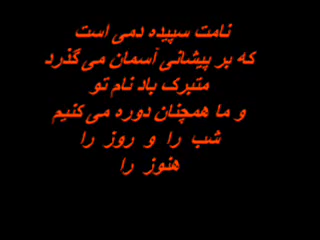 نامت سپیده دمی است
که بر پیشانی آسمان می گذرد
متبرک باد نام تو
و ما همچنان دوره می کنیم
شب را و روز را
هنوز را